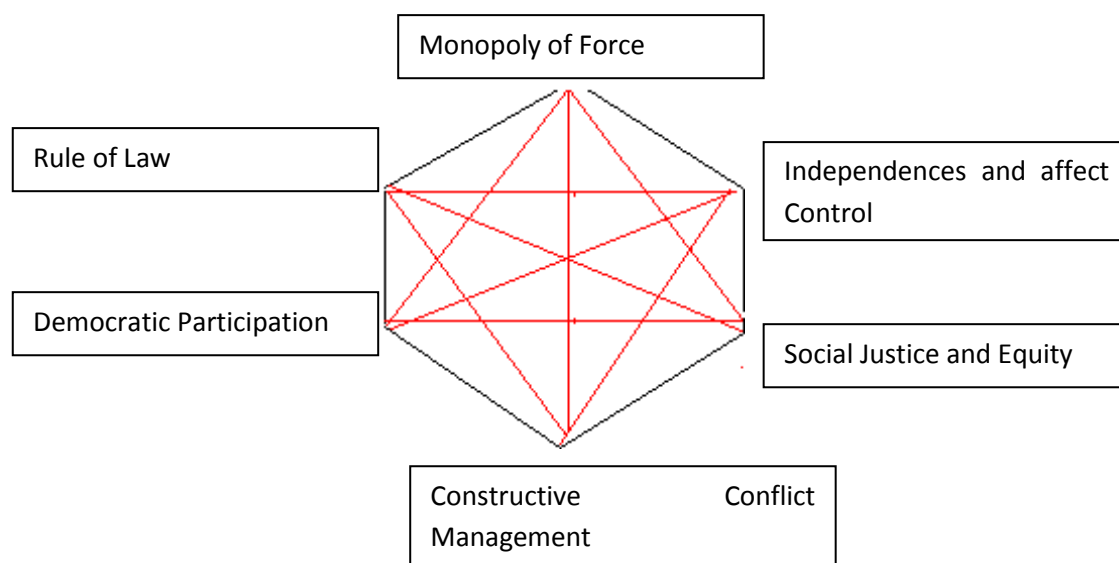 Monopoly of Force
Rule of Law
Independences and affect
Control
Democratic Participation
Social Justice and Equity
Constructive Conflict
Management